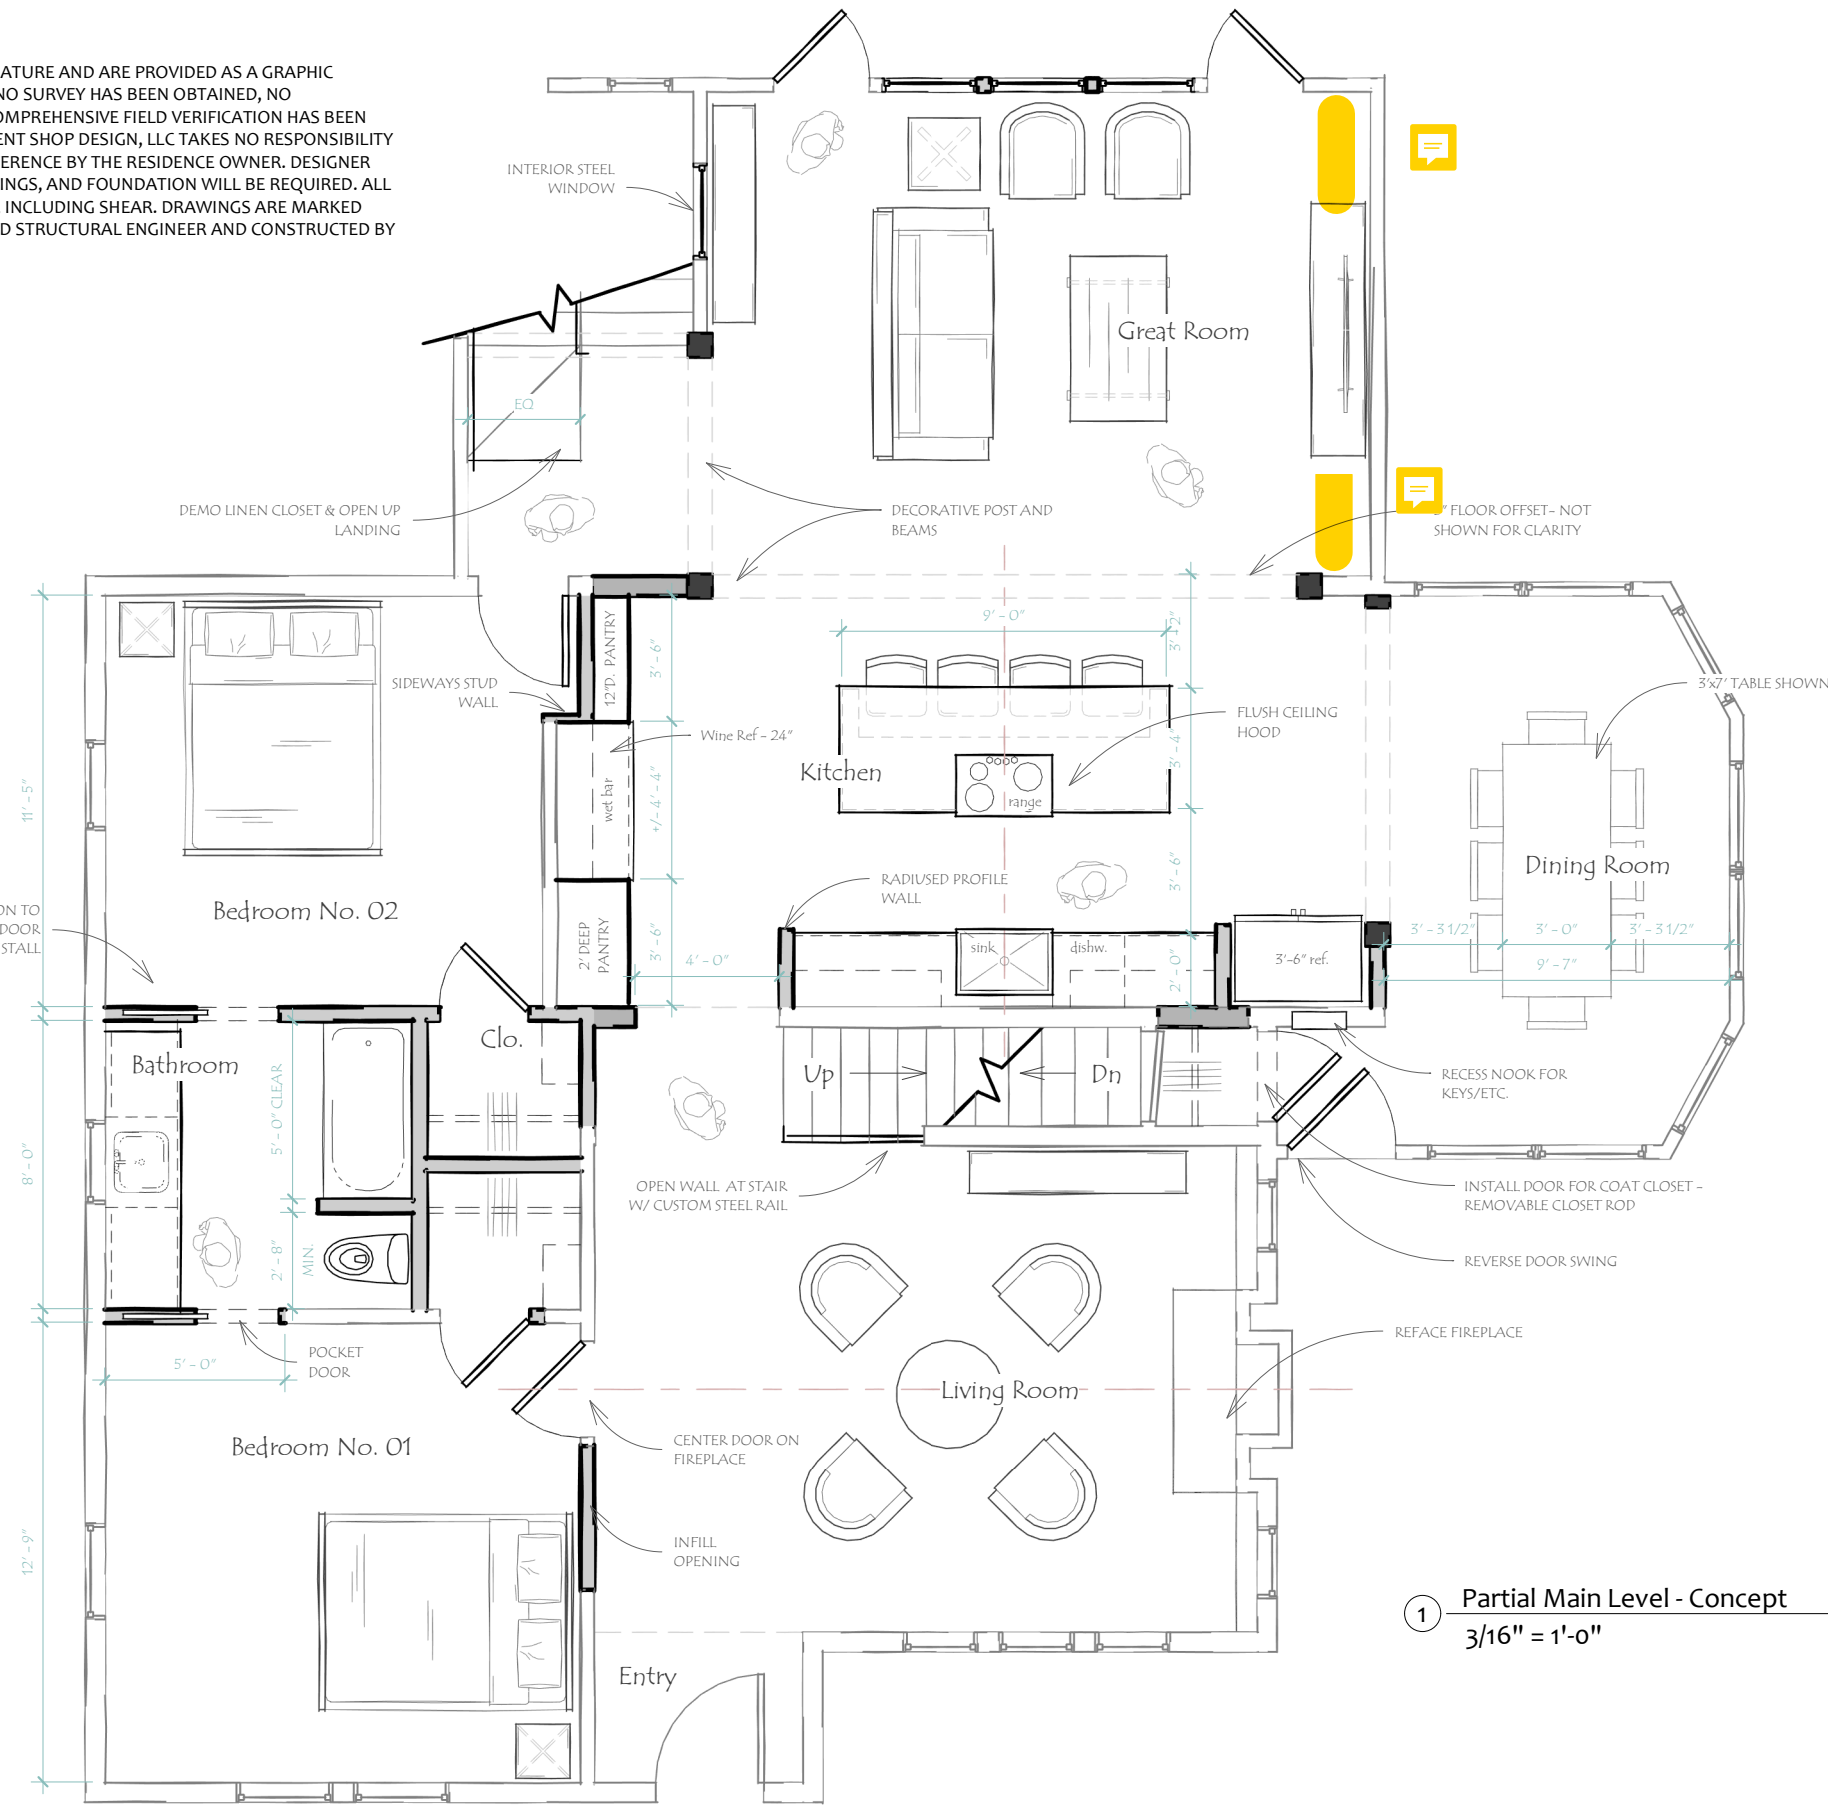 ATURE AND ARE PROVIDED AS A GRAPHIC
NO SURVEY HAS BEEN OBTAINED, NO
OMPREHENSIVE FIELD VERIFICATION HAS BEEN
ENT SHOP DESIGN, LLC TAKES NO RESPONSIBILITY
ERENCE BY THE RESIDENCE OWNER. DESIGNER
INGS, AND FOUNDATION WILL BE REQUIRED. ALL
INCLUDING SHEAR. DRAWINGS ARE MARKED
D STRUCTURAL ENGINEER AND CONSTRUCTED BY
INTERIOR STEEL
WINDOW
Great Room
EQ
DEMO LINEN CLOSET & OPEN UP
LANDING
DECORATIVE POST AND
BEAMS
" FLOOR OFFSET- NOT
SHOWN FOR CLARITY
9' - 0"
3' - 2"
12"D. PANTRY
3' - 6"
SIDEWAYS STUD
WALL
3'x7' TABLE SHOWN
FLUSH CEILING
HOOD
Wine Ref - 24"
3' - 4"
Kitchen
range
wet bar
+/- 4' - 4"
11' - 5"
Dining Room
RADIUSED PROFILE
WALL
3' - 6"
Bedroom No. 02
ON TO
DOOR
STALL
2' DEEP
PANTRY
3' - 6"
4' - 0"
sink
dishw.
2' - 0"
3'-6" ref.
3' - 3 1/2"
3' - 0"
3' - 3 1/2"
9' - 7"
Clo.
Bathroom
5' - 0" CLEAR
Up
Dn
RECESS NOOK FOR
KEYS/ETC.
8' - 0"
OPEN WALL AT STAIR
W/ CUSTOM STEEL RAIL
INSTALL DOOR FOR COAT CLOSET -
REMOVABLE CLOSET ROD
2' - 8"
MIN.
REVERSE DOOR SWING
REFACE FIREPLACE
5' - 0"
POCKET
DOOR
Living Room
Bedroom No. 01
CENTER DOOR ON
FIREPLACE
12' - 9"
INFILL
OPENING
1
Partial Main Level - Concept
3/16" = 1'-0"
Entry